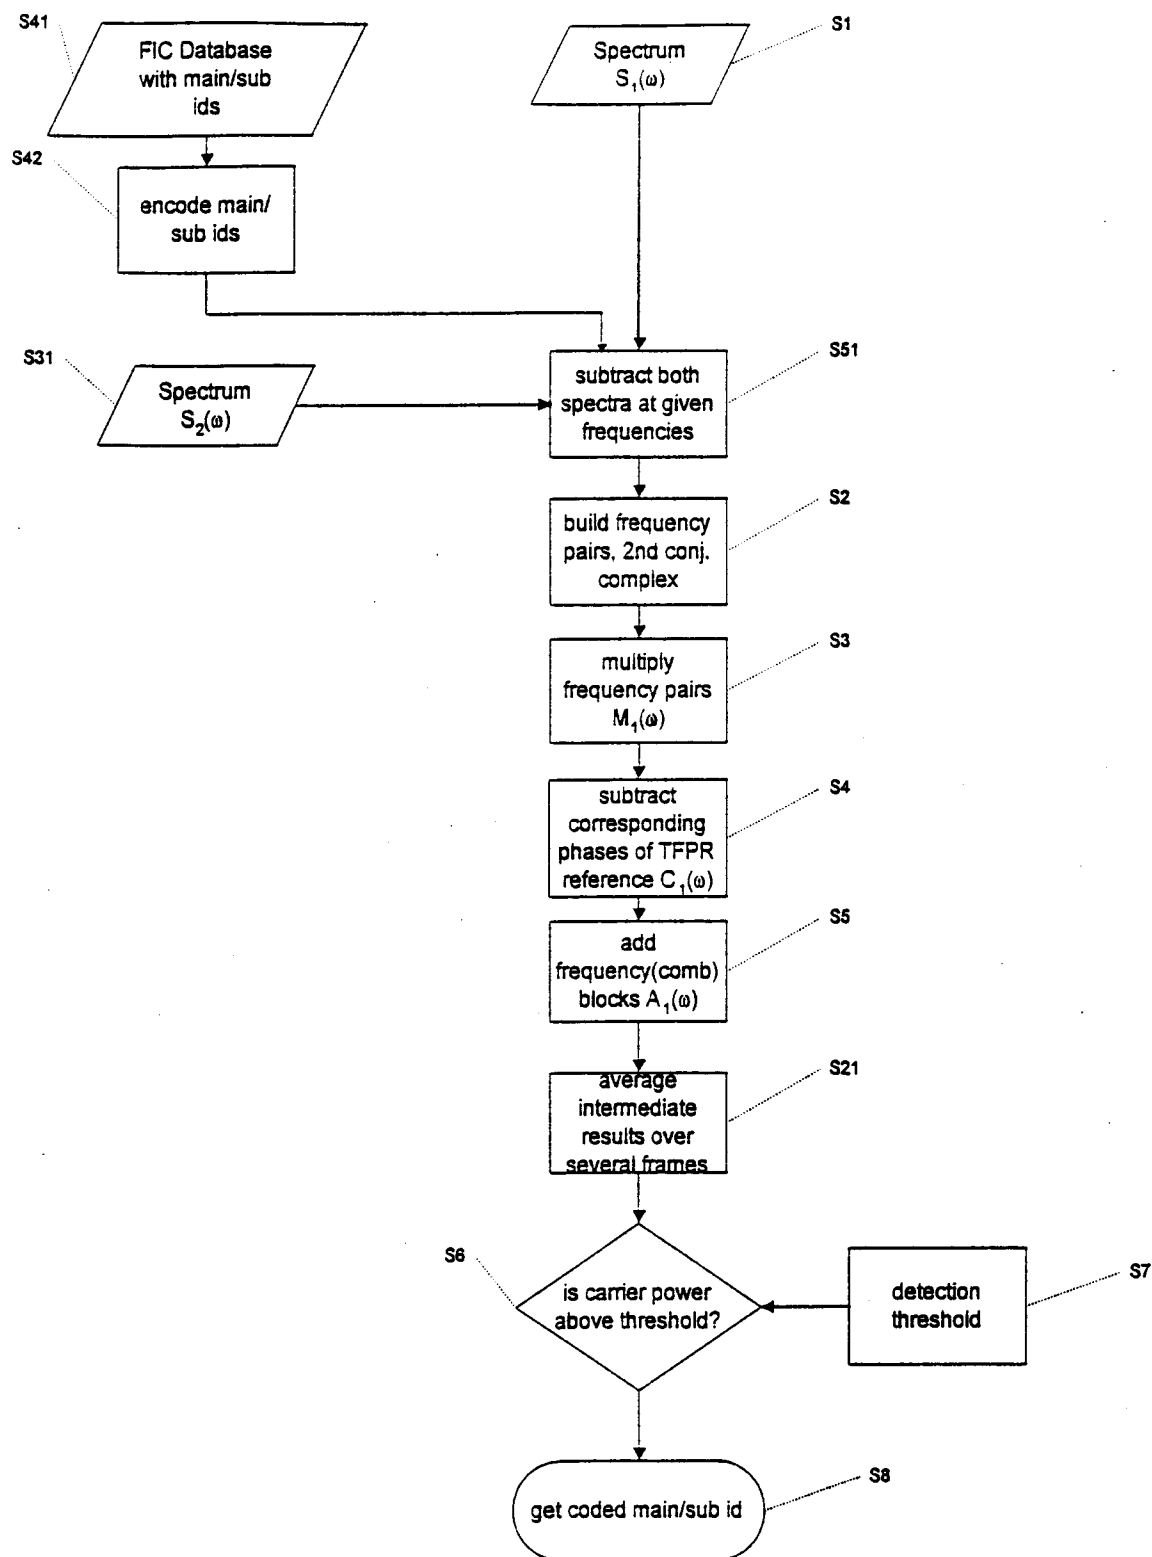 S41
FIC Database
with main/sub
ids
S1
Spectrum
S₁(ω)
S42
encode main/
sub ids
S31
Spectrum
S₂(ω)
S51
subtract both
spectra at given
frequencies
S2
build frequency
pairs, 2nd conj.
complex
S3
multiply
frequency pairs
M₁(ω)
S4
subtract
corresponding
phases of TFPR
reference C₁(ω)
S5
add
frequency(comb)
blocks A₁(ω)
S21
average
intermediate
results over
several frames
S6
is carrier power
above threshold?
S7
detection
threshold
S8
get coded main/sub id